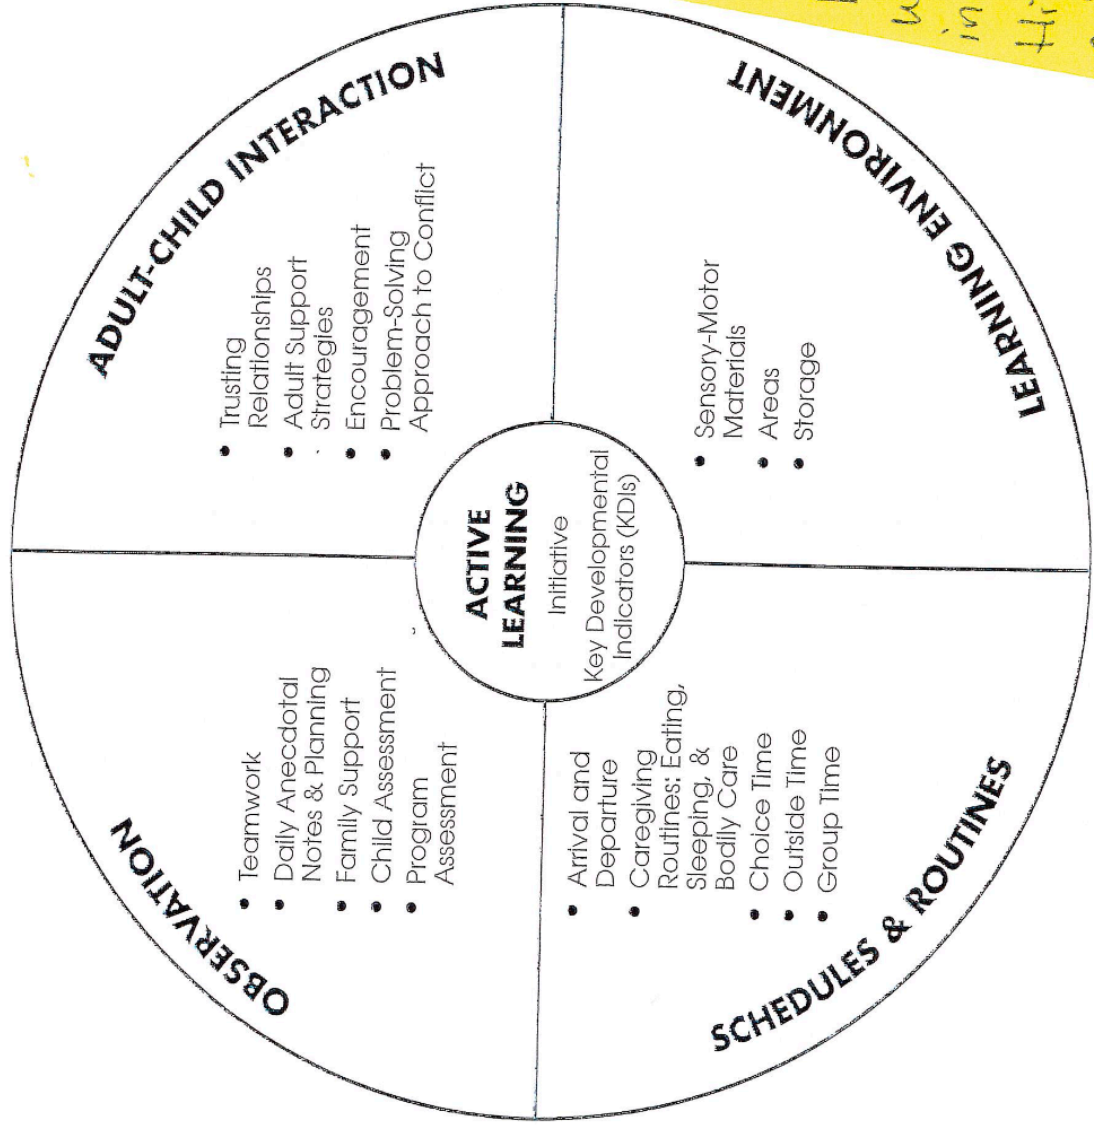 OBSERVATION
• Teamwork
• Daily Anecdotal
Notes & Planning
• Family Support
• Child Assessment
• Program
Assessment
ADULT-CHILD INTERACTION
• Trusting
Relationships
• Adult Support
Strategies
• Encouragement
• Problem-Solving
Approach to Conflict
ACTIVE
LEARNING
Initiative
Key Developmental
Indicators (KDIs)
SCHEDULES & ROUTINES
• Arrival and
Departure
• Caregiving
Routines: Eating,
Sleeping, &
Bodily Care
• Choice Time
• Outside Time
• Group Time
LEARNING ENVIRONMENT
• Sensory-Motor
Materials
• Areas
• Storage
in